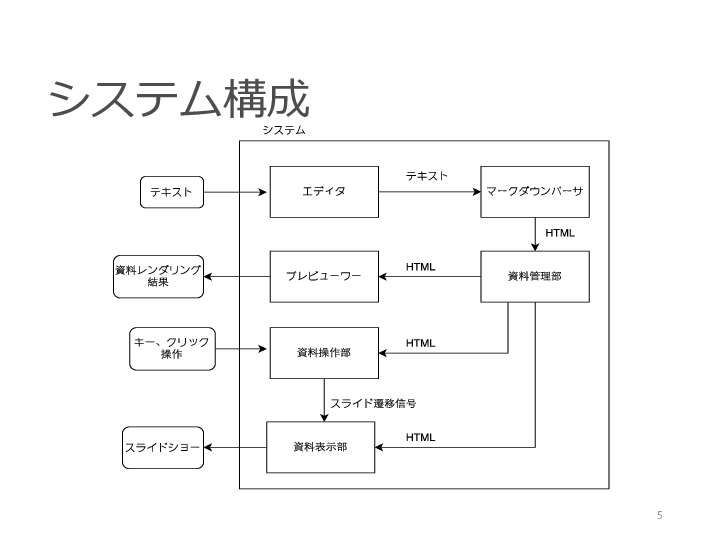 システム構成
システム
テキスト
エディタ
テキスト
マークダウンパーサ
HTML
資料レンダリング
結果
プレビューワー
HTML
資料管理部
キー、クリック
操作
資料操作部
HTML
スライド遷移信号
スライドショー
資料表示部
HTML
5